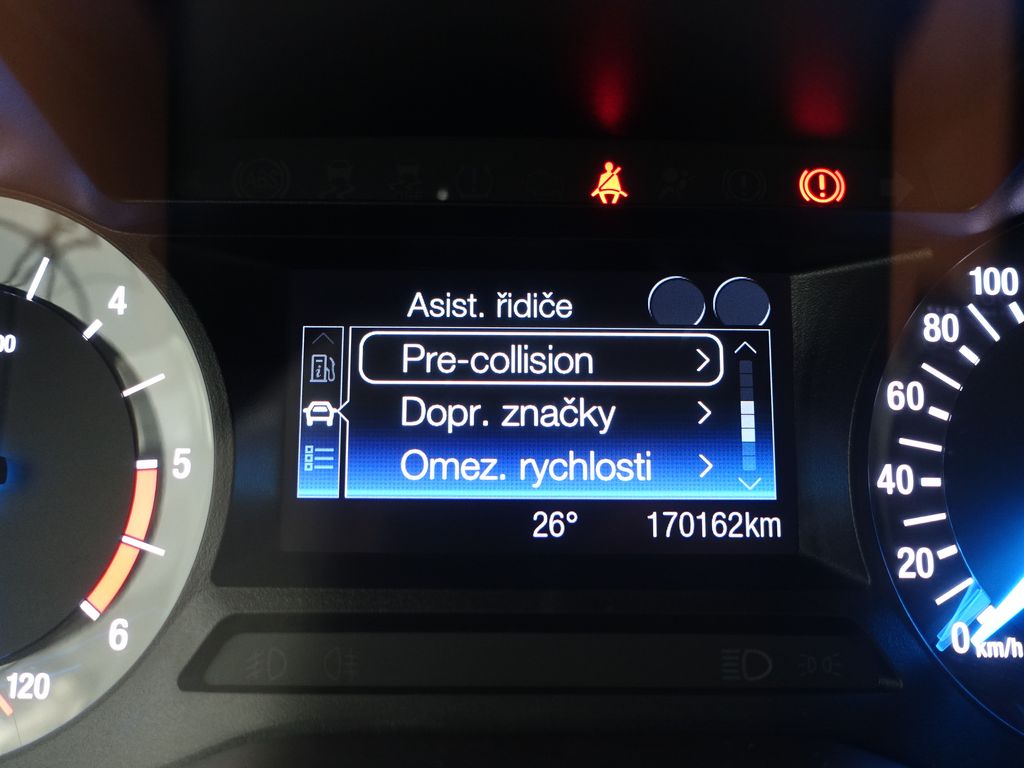 ABS
Asist. řidiče
Pre-collision
Dopr. značky
Omez. rychlosti
26° 170162km
4
5
6
120
100
80
60
40
20
0
km/h